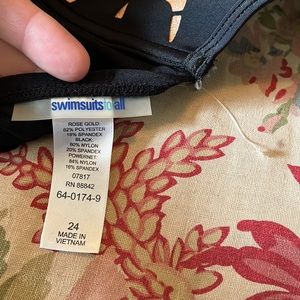 swimsuitsforall
ROSE GOLD:
82% POLYESTER
18% SPANDEX
BLACK:
80% NYLON
20% SPANDEX
POWERNET
84% NYLON
16% SPANDEX
07817
RN 88842
64-0174-9
24
MADE IN
VIETNAM